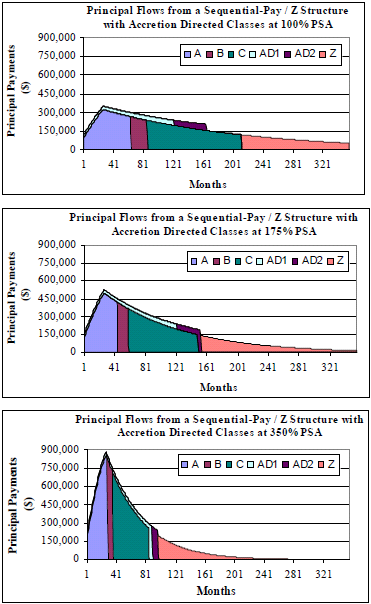 Principal Flows from a Sequential-Pay / Z Structure
with Accretion Directed Classes at 100% PSA
Principal Payments
($)
900,000
750,000
600,000
450,000
300,000
150,000
0
A B C AD1 AD2 Z
1 41 81 121 161 201 241 281 321
Months
Principal Flows from a Sequential-Pay / Z Structure with
Accretion Directed Classes at 175% PSA
Principal Payments
($)
900,000
750,000
600,000
450,000
300,000
150,000
0
A B C AD1 AD2 Z
1 41 81 121 161 201 241 281 321
Months
Principal Flows from a Sequential-Pay / Z Structure with
Accretion Directed Classes at 350% PSA
Principal Payments
($)
900,000
750,000
600,000
450,000
300,000
150,000
0
A B C AD1 AD2 Z
1 41 81 121 161 201 241 281 321
Months